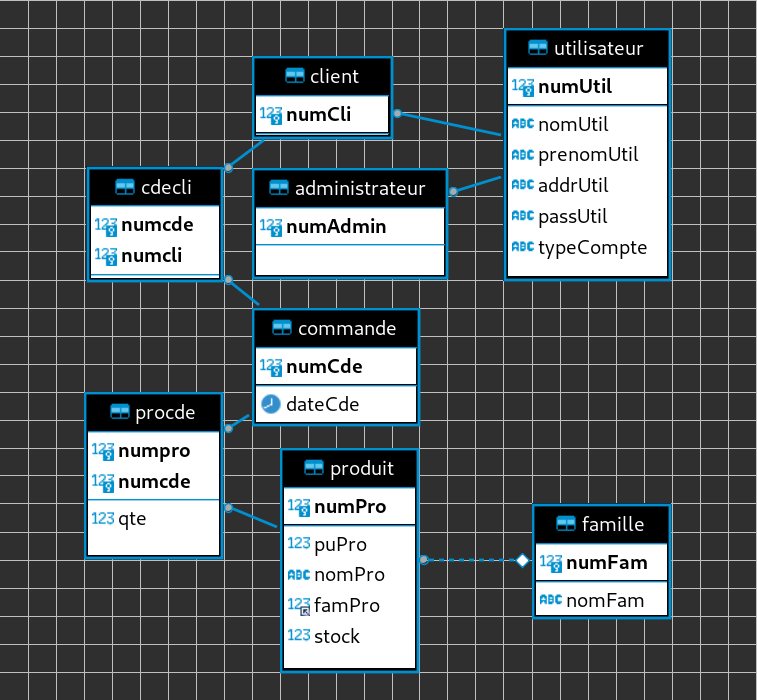 utilisateur
123 numUtil
ABC nomUtil
ABC prenomUtil
ABC addrUtil
ABC passUtil
ABC typeCompte
client
123 numCli
cdecli
123 numcde
123 numcli
administrateur
123 numAdmin
commande
123 numCde
dateCde
procde
123 numpro
123 numcde
123 qte
produit
123 numPro
123 puPro
ABC nomPro
123 famPro
123 stock
famille
123 numFam
ABC nomFam